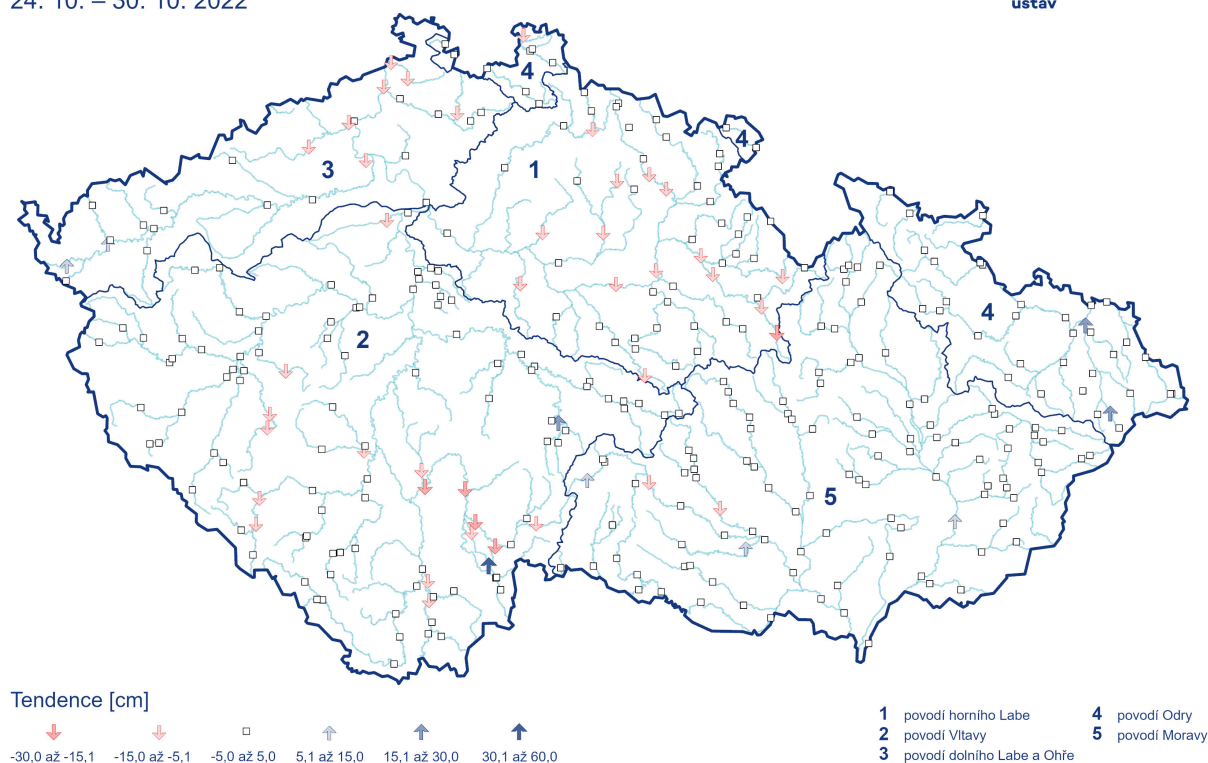 24. 10. – 30. 10. 2022
ústav
4
4
3
1
2
4
5
Tendence [cm]
-30,0 až -15,1
-15,0 až -5,1
-5,0 až 5,0
5,1 až 15,0
15,1 až 30,0
30,1 až 60,0
1 povodí horního Labe
2 povodí Vltavy
3 povodí dolního Labe a Ohře
4 povodí Odry
5 povodí Moravy